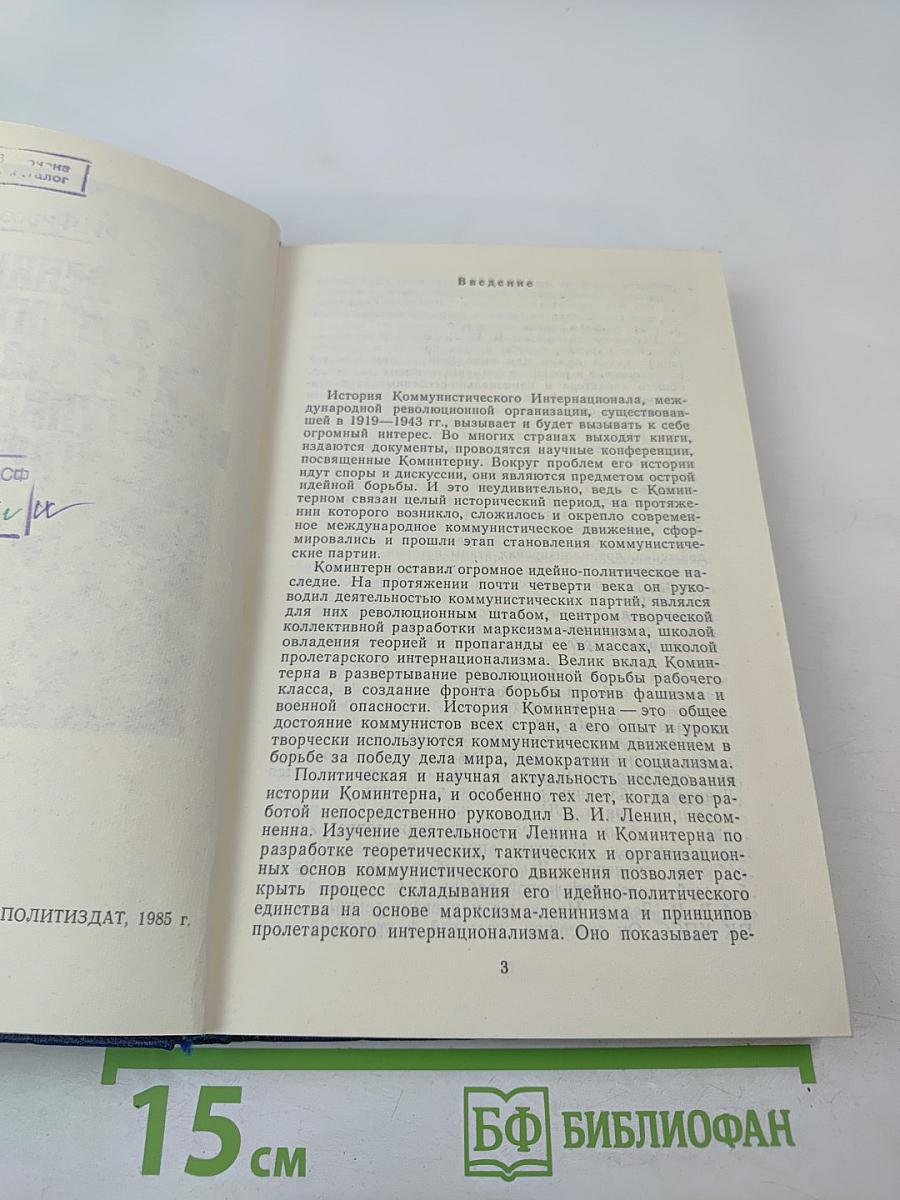 талог
СФ
ПОЛИТИЗДАТ, 1985 г.
Введение
История Коммунистического Интернационала, меж-
дународной революционной организации, существовав-
шей в 1919—1943 гг., вызывает и будет вызывать к себе
огромный интерес. Во многих странах выходят книги,
издаются документы, проводятся научные конференции,
посвященные Коминтерну. Вокруг проблем его истории
идут споры и дискуссии, они являются предметом острой
идейной борьбы. И это неудивительно, ведь с Комин-
терном связан целый исторический период, на протяже-
нии которого возникло, сложилось и окрепло современ-
ное международное коммунистическое движение, сфор-
мировались и прошли этап становления коммунистиче-
ские партии.
Коминтерн оставил огромное идейно-политическое на-
следие. На протяжении почти четверти века он руко-
водил деятельностью коммунистических партий, являлся
для них революционным штабом, центром творческой
коллективной разработки марксизма-ленинизма, школой
овладения теорией и пропаганды ее в массах, школой
пролетарского интернационализма. Велик вклад Комин-
терна в развертывание революционной борьбы рабочего
класса, в создание фронта борьбы против фашизма и
военной опасности. История Коминтерна — это общее
достояние коммунистов всех стран, а его опыт и уроки
творчески используются коммунистическим движением в
борьбе за победу дела мира, демократии и социализма.
Политическая и научная актуальность исследования
истории Коминтерна, и особенно тех лет, когда его ра-
ботой непосредственно руководил В. И. Ленин, несом-
ненна. Изучение деятельности Ленина и Коминтерна по
разработке теоретических, тактических и организацион-
ных основ коммунистического движения позволяет рас-
крыть процесс складывания его идейно-политического
единства на основе марксизма-ленинизма и принципов
пролетарского интернационализма. Оно показывает ре-
3
15 см
БФ БИБЛИОФАН